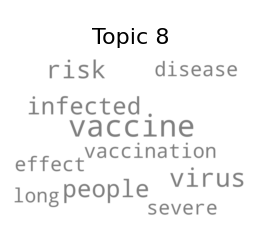 Topic 8
risk disease
infected
vaccine
vaccination
effect virus
long people
severe